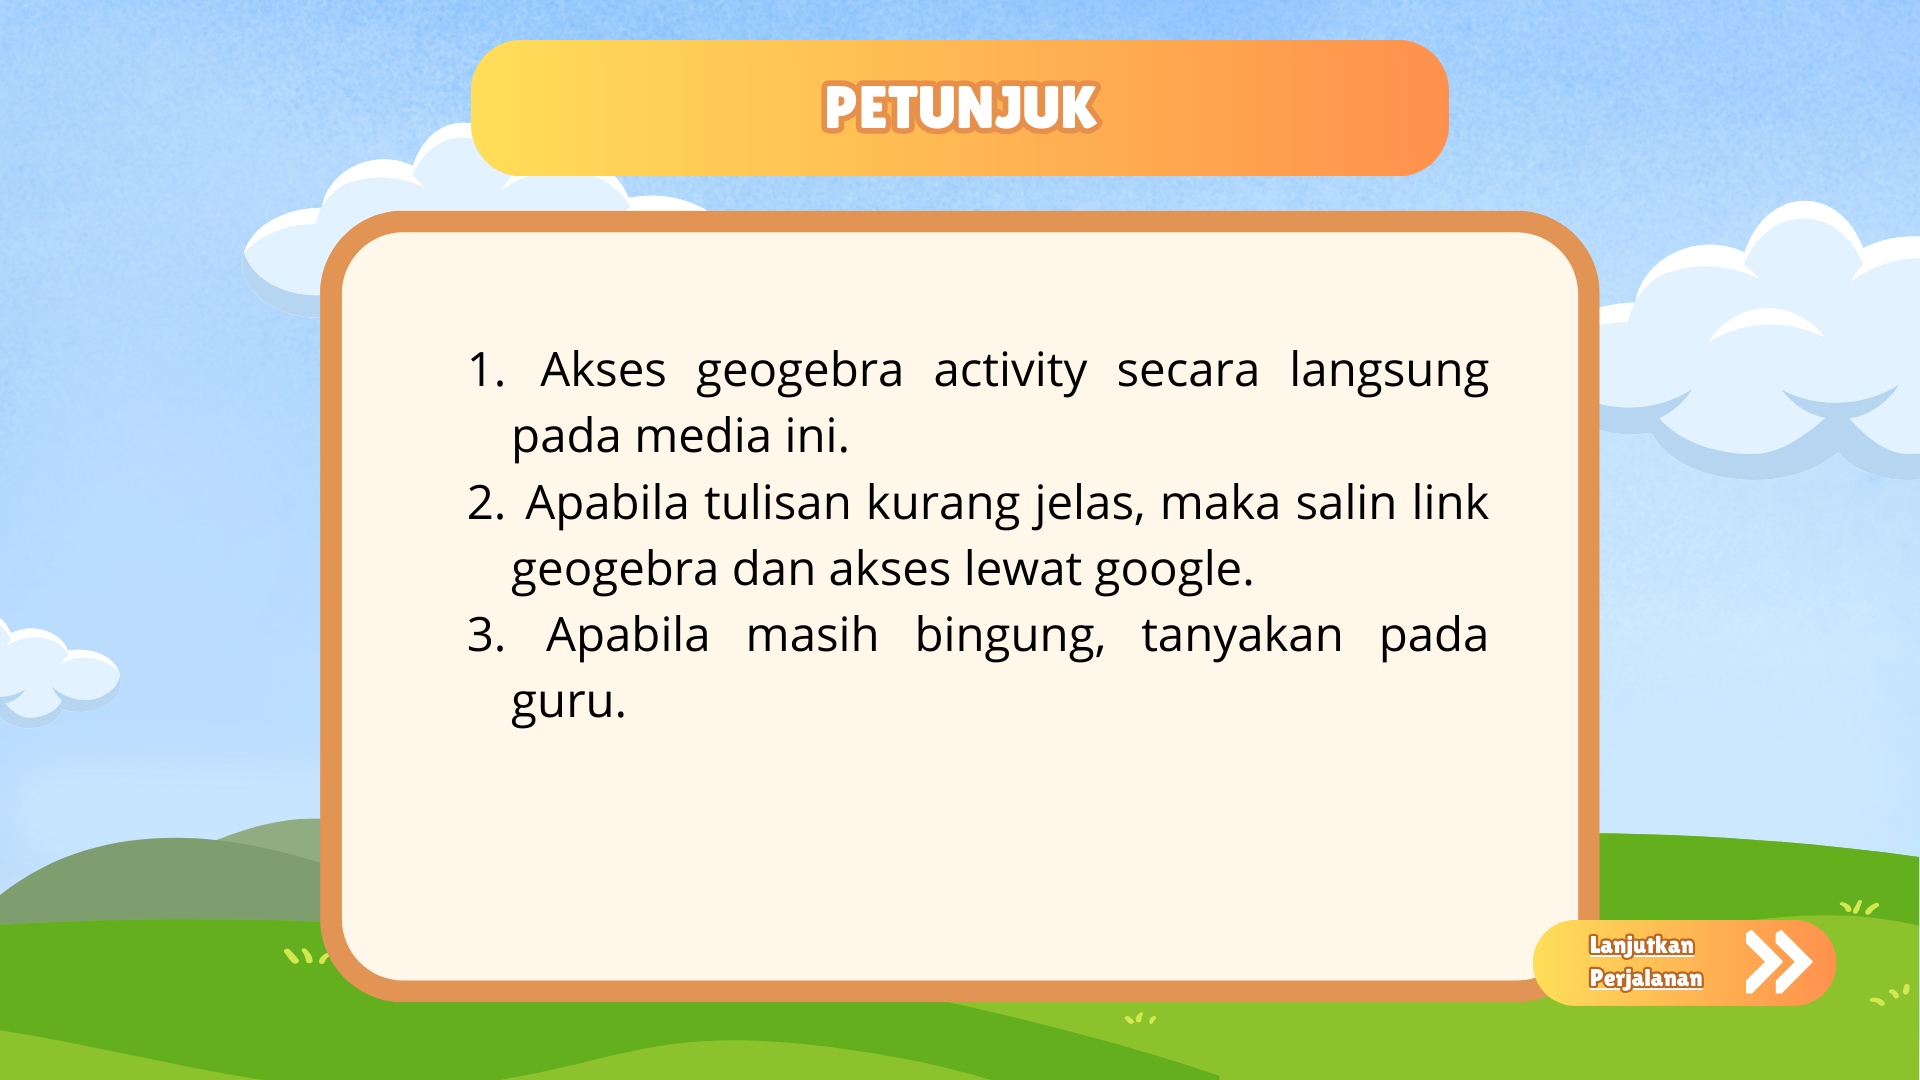 PETUNJUK
1. Akses geogebra activity secara langsung
pada media ini.
2. Apabila tulisan kurang jelas, maka salin link
geogebra dan akses lewat google.
3. Apabila masih bingung, tanyakan pada
guru.
Lanjutkan
Perjalanan